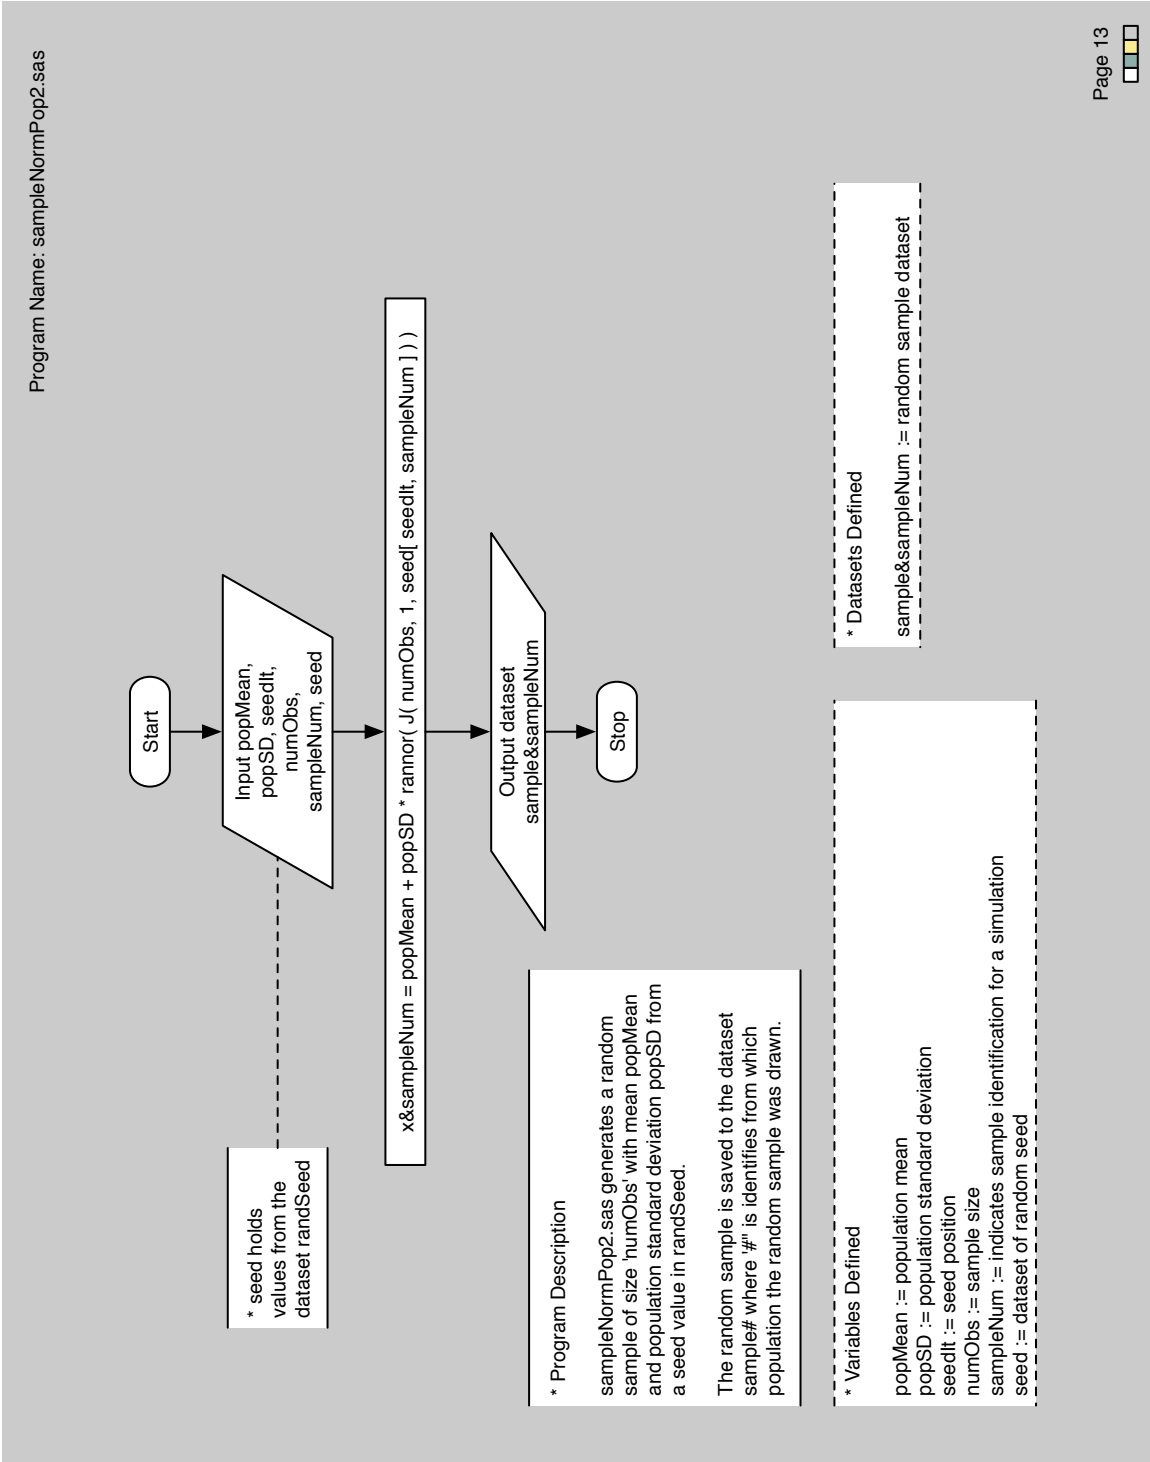 Program Name: sampleNormPop2.sas
Start
Input popMean,
popSD, seedIt,
numObs,
sampleNum, seed
* seed holds
values from the
dataset randSeed
x&sampleNum = popMean + popSD * rannor( J( numObs, 1, seed[ seedIt, sampleNum ] ) )
Output dataset
sample&sampleNum
Stop
* Program Description
sampleNormPop2.sas generates a random
sample of size 'numObs' with mean popMean
and population standard deviation popSD from
a seed value in randSeed.
The random sample is saved to the dataset
sample# where '#'' is identifies from which
population the random sample was drawn.
* Variables Defined
popMean := population mean
popSD := population standard deviation
seedIt := seed position
numObs := sample size
sampleNum := indicates sample identification for a simulation
seed := dataset of random seed
* Datasets Defined
sample&sampleNum := random sample dataset
Page 13